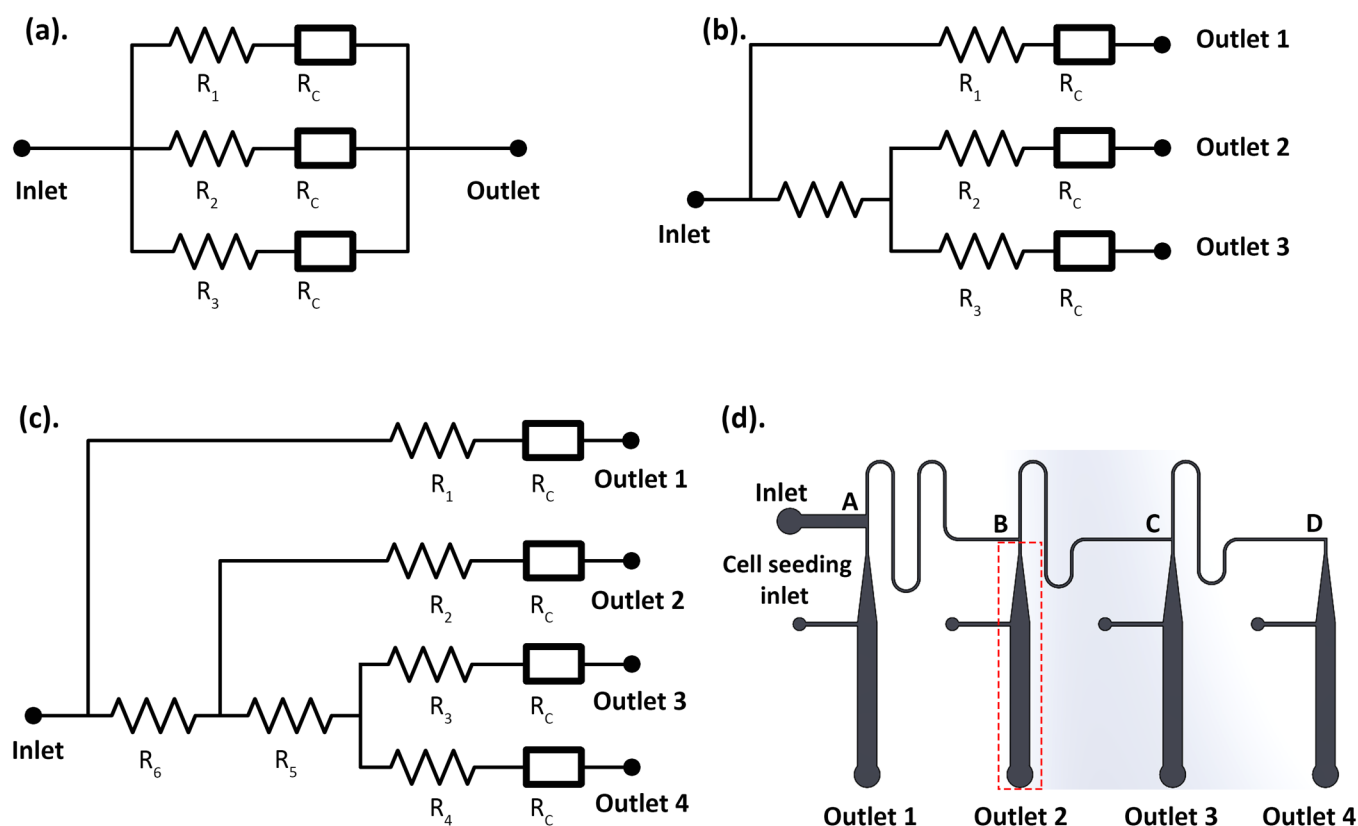 (a).
R1
RC
Inlet
R2
RC
Outlet
R3
RC
(b).
Outlet 1
R1
RC
Outlet 2
Inlet
R2
RC
Outlet 3
R3
RC
(c).
R1
RC
Outlet 1
R2
RC
Outlet 2
R3
RC
Outlet 3
Inlet
R6
R5
R4
RC
Outlet 4
(d).
Inlet
A
B
C
D
Cell seeding
inlet
Outlet 1
Outlet 2
Outlet 3
Outlet 4